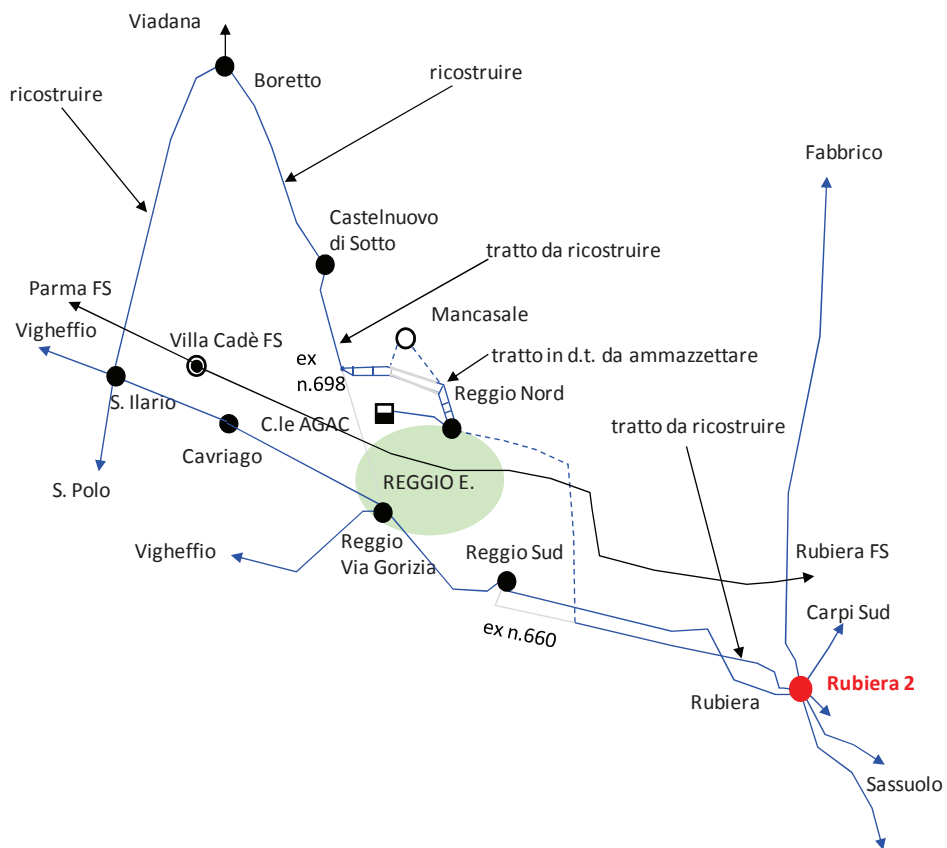 Viadana
Boretto
ricostruire
ricostruire
Fabbrico
Castelnuovo
di Sotto
tratto da ricostruire
Parma FS
Mancasale
Vigheffio
Villa Cadè FS
ex
n.698
tratto in d.t. da ammazzettare
Reggio Nord
S. Ilario
C.le AGAC
tratto da ricostruire
Cavriago
REGGIO E.
S. Polo
Vigheffio
Reggio
Via Gorizia
Reggio Sud
Rubiera FS
Carpi Sud
ex n.660
Rubiera 2
Rubiera
Sassuolo